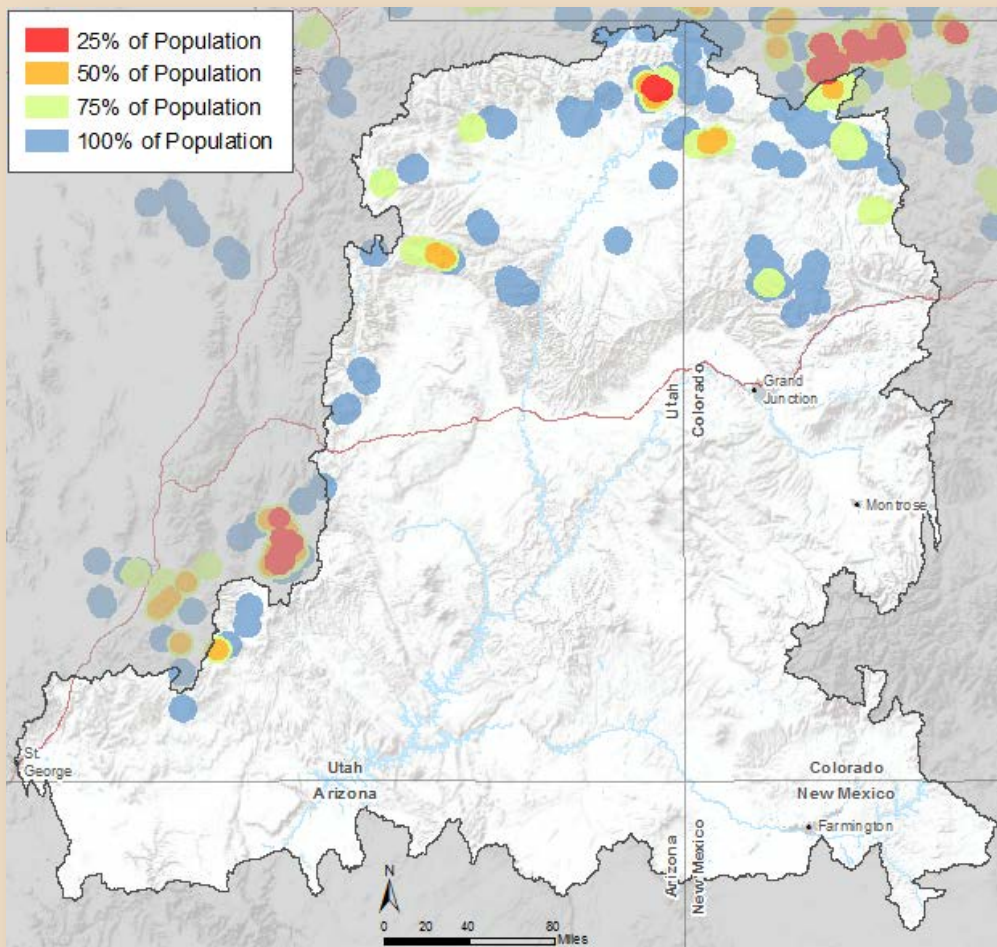 25% of Population
50% of Population
75% of Population
100% of Population
e
Utah
Colorado
Grand
Junction
Montrose
St.
George
Utah
Arizona
Colorado
New Mexico
Farmington
Arizona
New Mexico
N
0 20 40 80
Miles